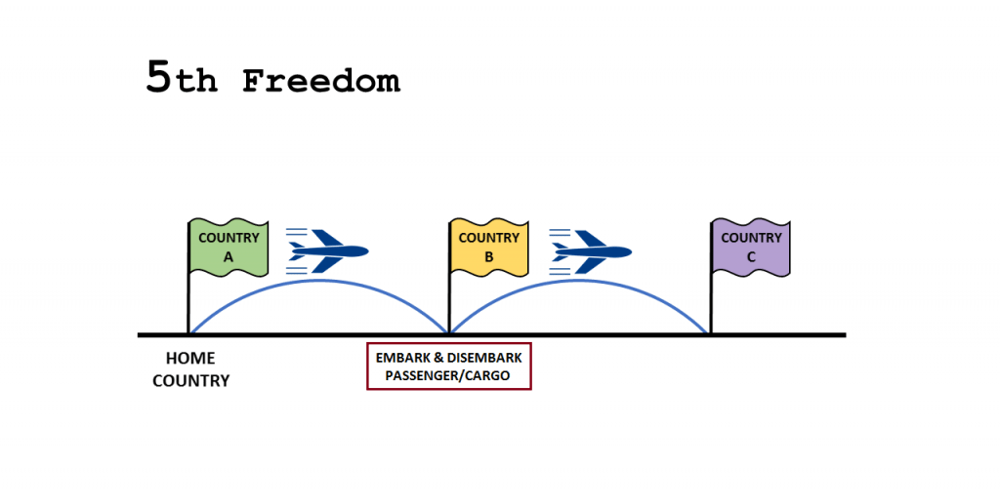 5th Freedom
COUNTRY
A
COUNTRY
B
COUNTRY
C
HOME
COUNTRY
EMBARK & DISEMBARK
PASSENGER/CARGO